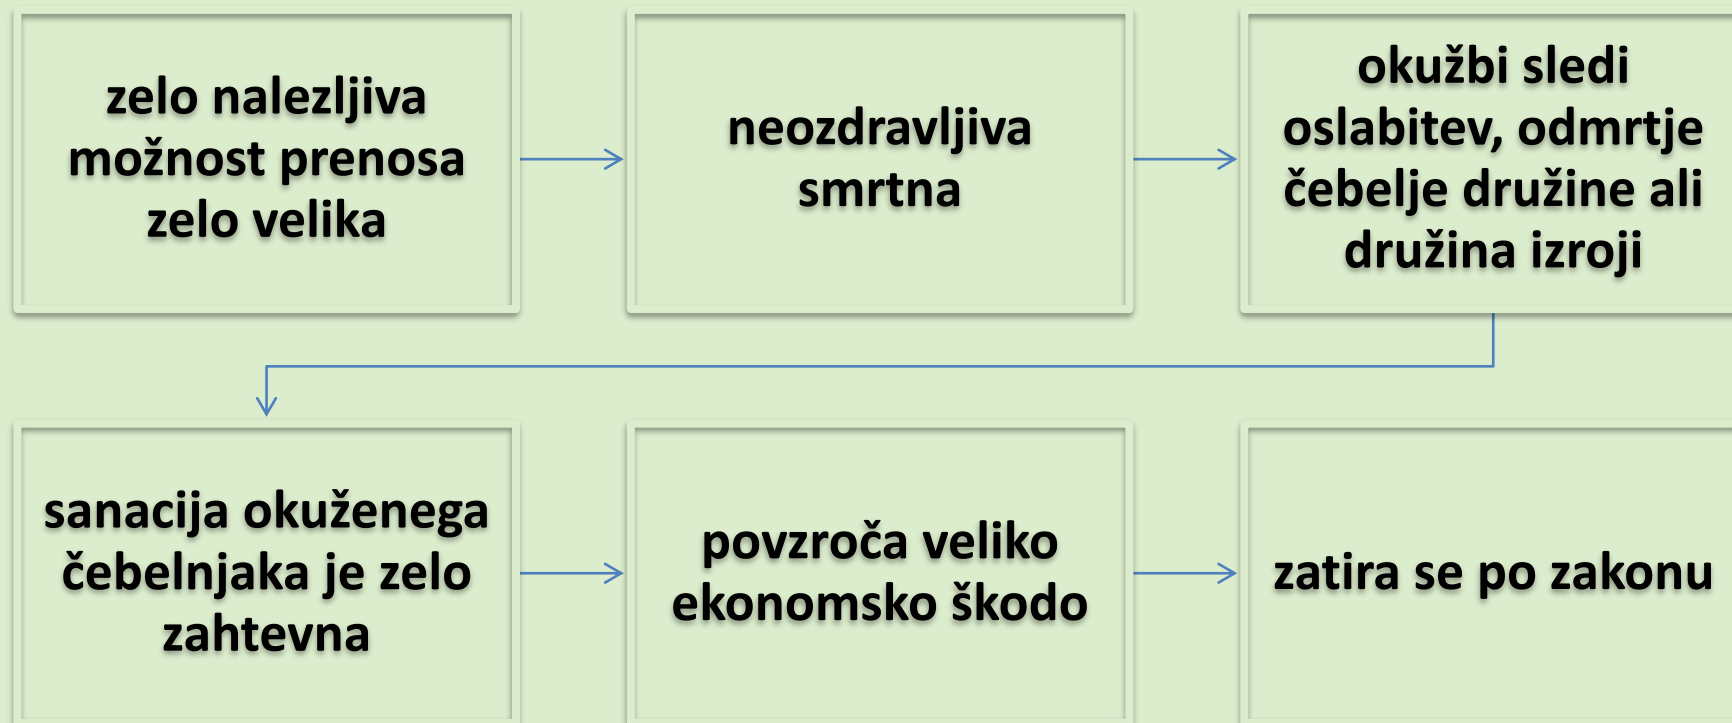 zelo nalezljiva
možnost prenosa
zelo velika
neozdravljiva
smrtna
okužbi sledi
oslabitev, odmrtje
čebelje družine ali
družina izroji
sanacija okuženega
čebelnjaka je zelo
zahtevna
povzroča veliko
ekonomsko škodo
zatira se po zakonu